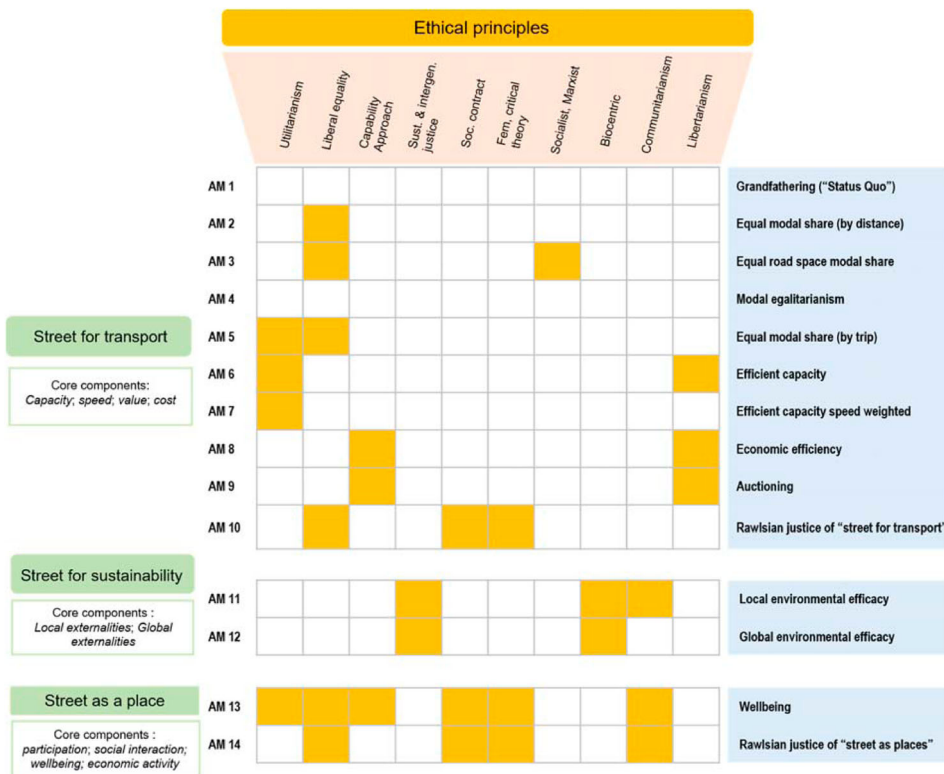 Ethical principles
Utilitarianism
Liberal equality
Capability
Approach
Sust. & intergen.
justice
Soc. contract
Fem, critical
theory
Socialist, Marxist
Biocentric
Communitarianism
Libertarianism
AM 1
Grandfathering (“Status Quo”)
AM 2
Equal modal share (by distance)
AM 3
Equal road space modal share
AM 4
Modal egalitarianism
Street for transport
Core components:
Capacity; speed; value; cost
AM 5
Equal modal share (by trip)
AM 6
Efficient capacity
AM 7
Efficient capacity speed weighted
AM 8
Economic efficiency
AM 9
Auctioning
AM 10
Rawlsian justice of “street for transport”
Street for sustainability
Core components :
Local externalities; Global
externalities
AM 11
Local environmental efficacy
AM 12
Global environmental efficacy
Street as a place
Core components :
participation; social interaction;
wellbeing; economic activity
AM 13
Wellbeing
AM 14
Rawlsian justice of “street as places”